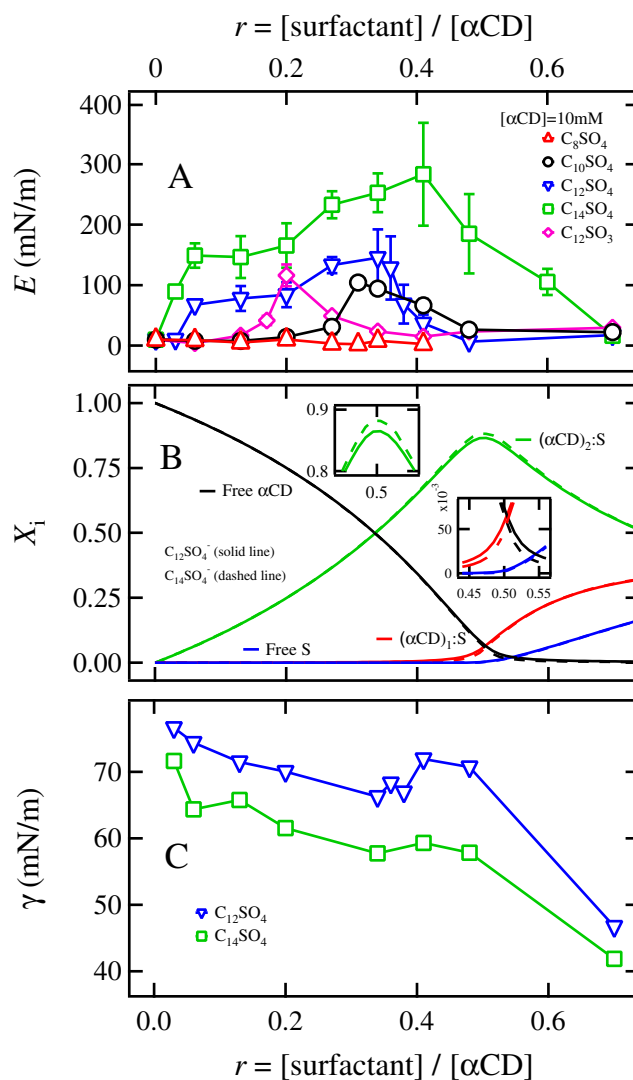 r = [surfactant] / [αCD]
0 0.2 0.4 0.6
400
300
200
100
0
E (mN/m)
A
[αCD]=10mM
C₈SO₄
C₁₀SO₄
C₁₂SO₄
C₁₄SO₄
C₁₂SO₃
1.00
0.75
0.50
0.25
0.00
Xᵢ
B
0.9
0.8
0.5
(αCD)₂:S
Free αCD
x10⁻³
50
0
0.45 0.50 0.55
C₁₂SO₄⁻ (solid line)
C₁₄SO₄⁻ (dashed line)
Free S
(αCD)₁:S
70
60
50
40
γ (mN/m)
C
C₁₂SO₄
C₁₄SO₄
0.0 0.2 0.4 0.6
r = [surfactant] / [αCD]